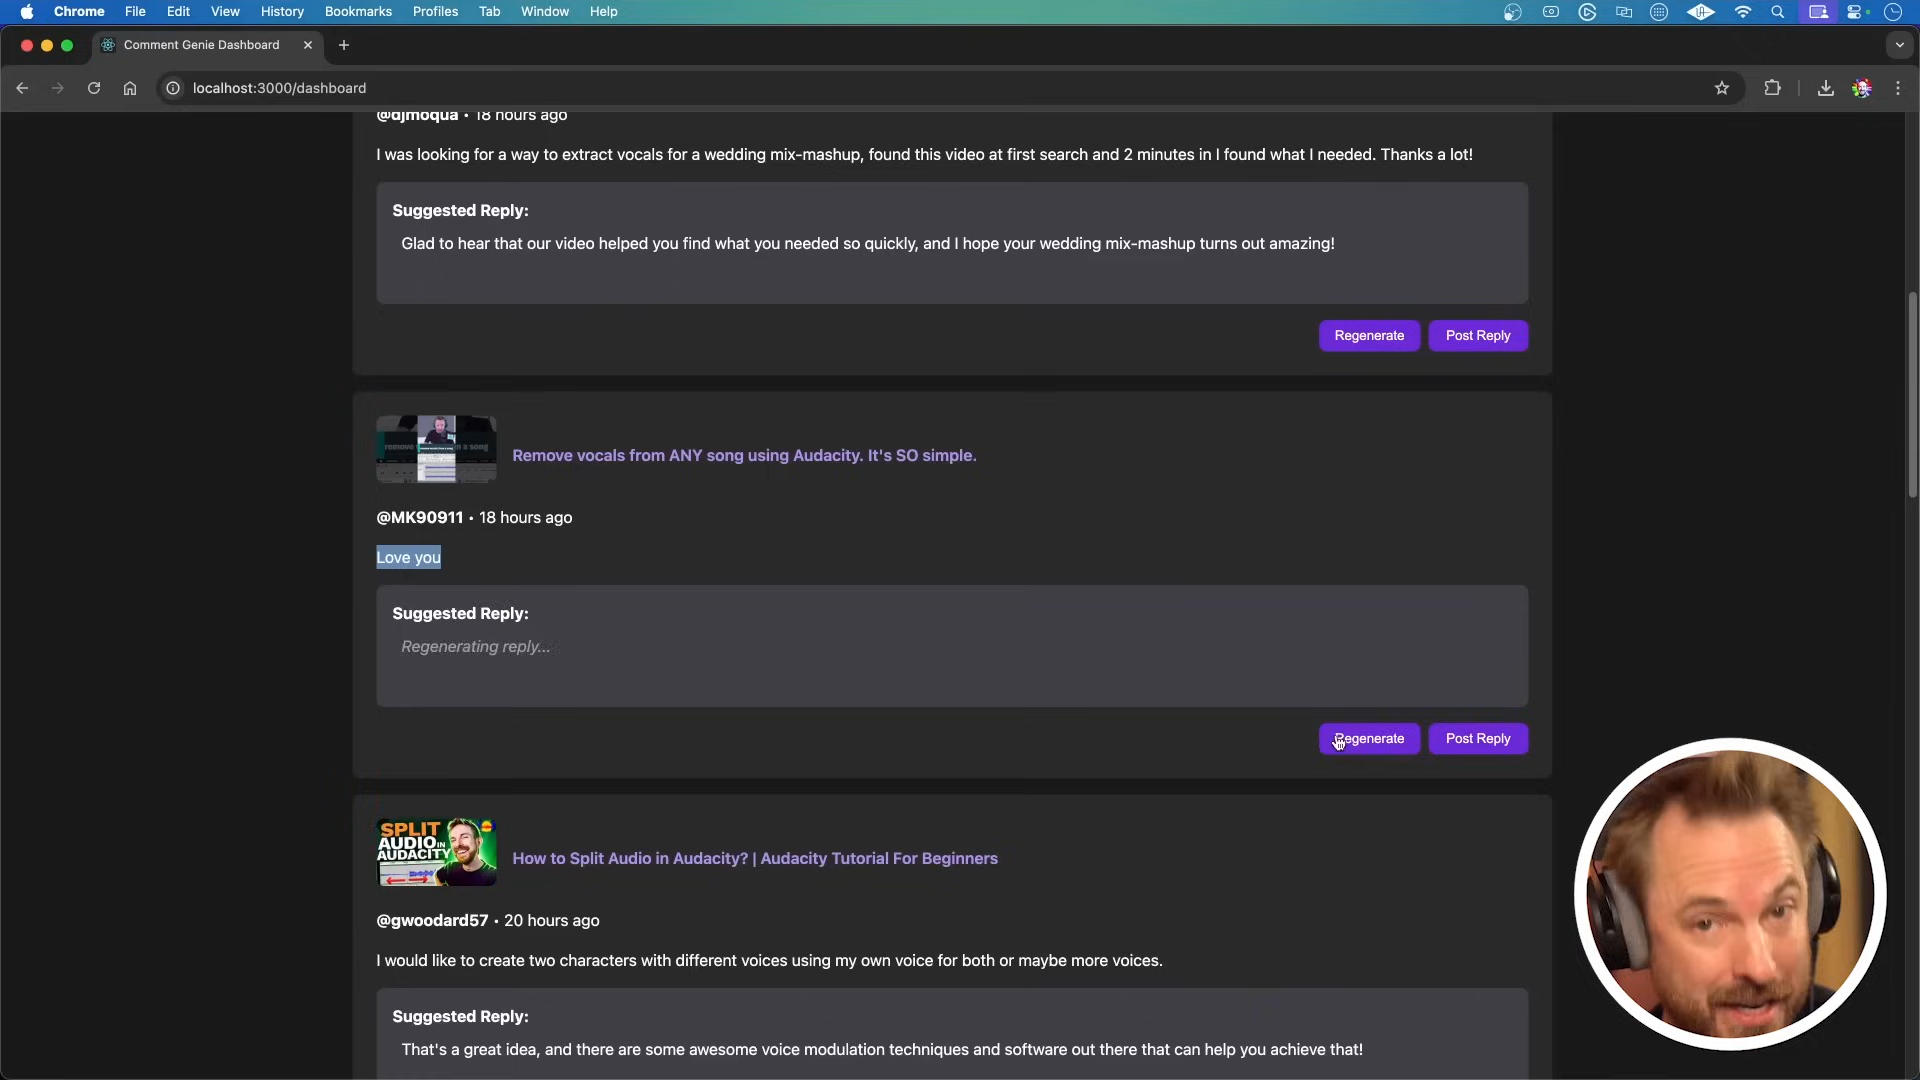 Chrome File Edit View History Bookmarks Profiles Tab Window Help
Comment Genie Dashboard
localhost:3000/dashboard
@djmoqua • 18 hours ago
I was looking for a way to extract vocals for a wedding mix-mashup, found this video at first search and 2 minutes in I found what I needed. Thanks a lot!
Suggested Reply:
Glad to hear that our video helped you find what you needed so quickly, and I hope your wedding mix-mashup turns out amazing!
Regenerate Post Reply
Remove vocals from ANY song using Audacity. It's SO simple.
@MK90911 • 18 hours ago
Love you
Suggested Reply:
Regenerating reply...
Regenerate Post Reply
SPLIT
AUDIO IN
AUDACITY
How to Split Audio in Audacity? | Audacity Tutorial For Beginners
@gwoodard57 • 20 hours ago
I would like to create two characters with different voices using my own voice for both or maybe more voices.
Suggested Reply:
That's a great idea, and there are some awesome voice modulation techniques and software out there that can help you achieve that!